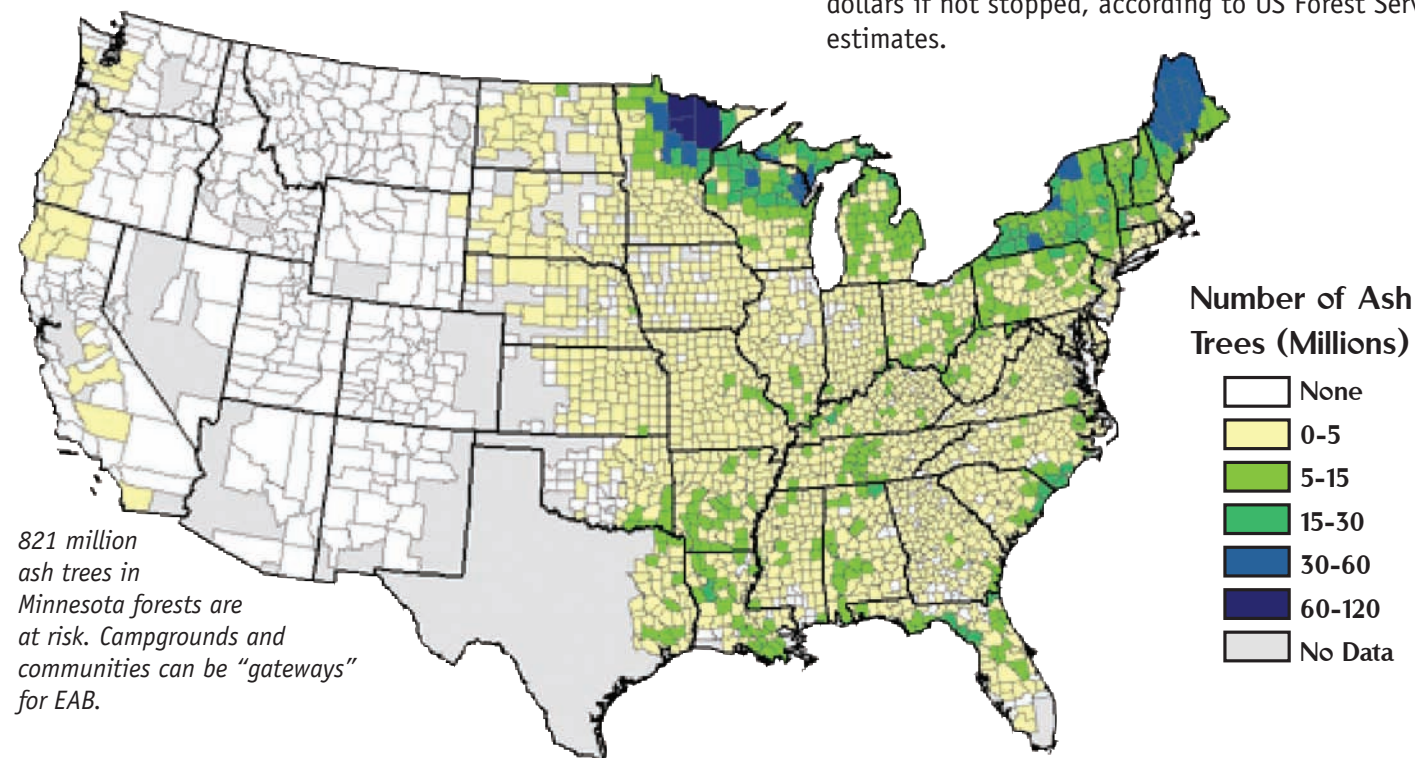 dollars if not stopped, according to US Forest Serv
estimates.
Number of Ash
Trees (Millions)
None
0-5
5-15
15-30
30-60
60-120
No Data
821 million
ash trees in
Minnesota forests are
at risk. Campgrounds and
communities can be “gateways”
for EAB.